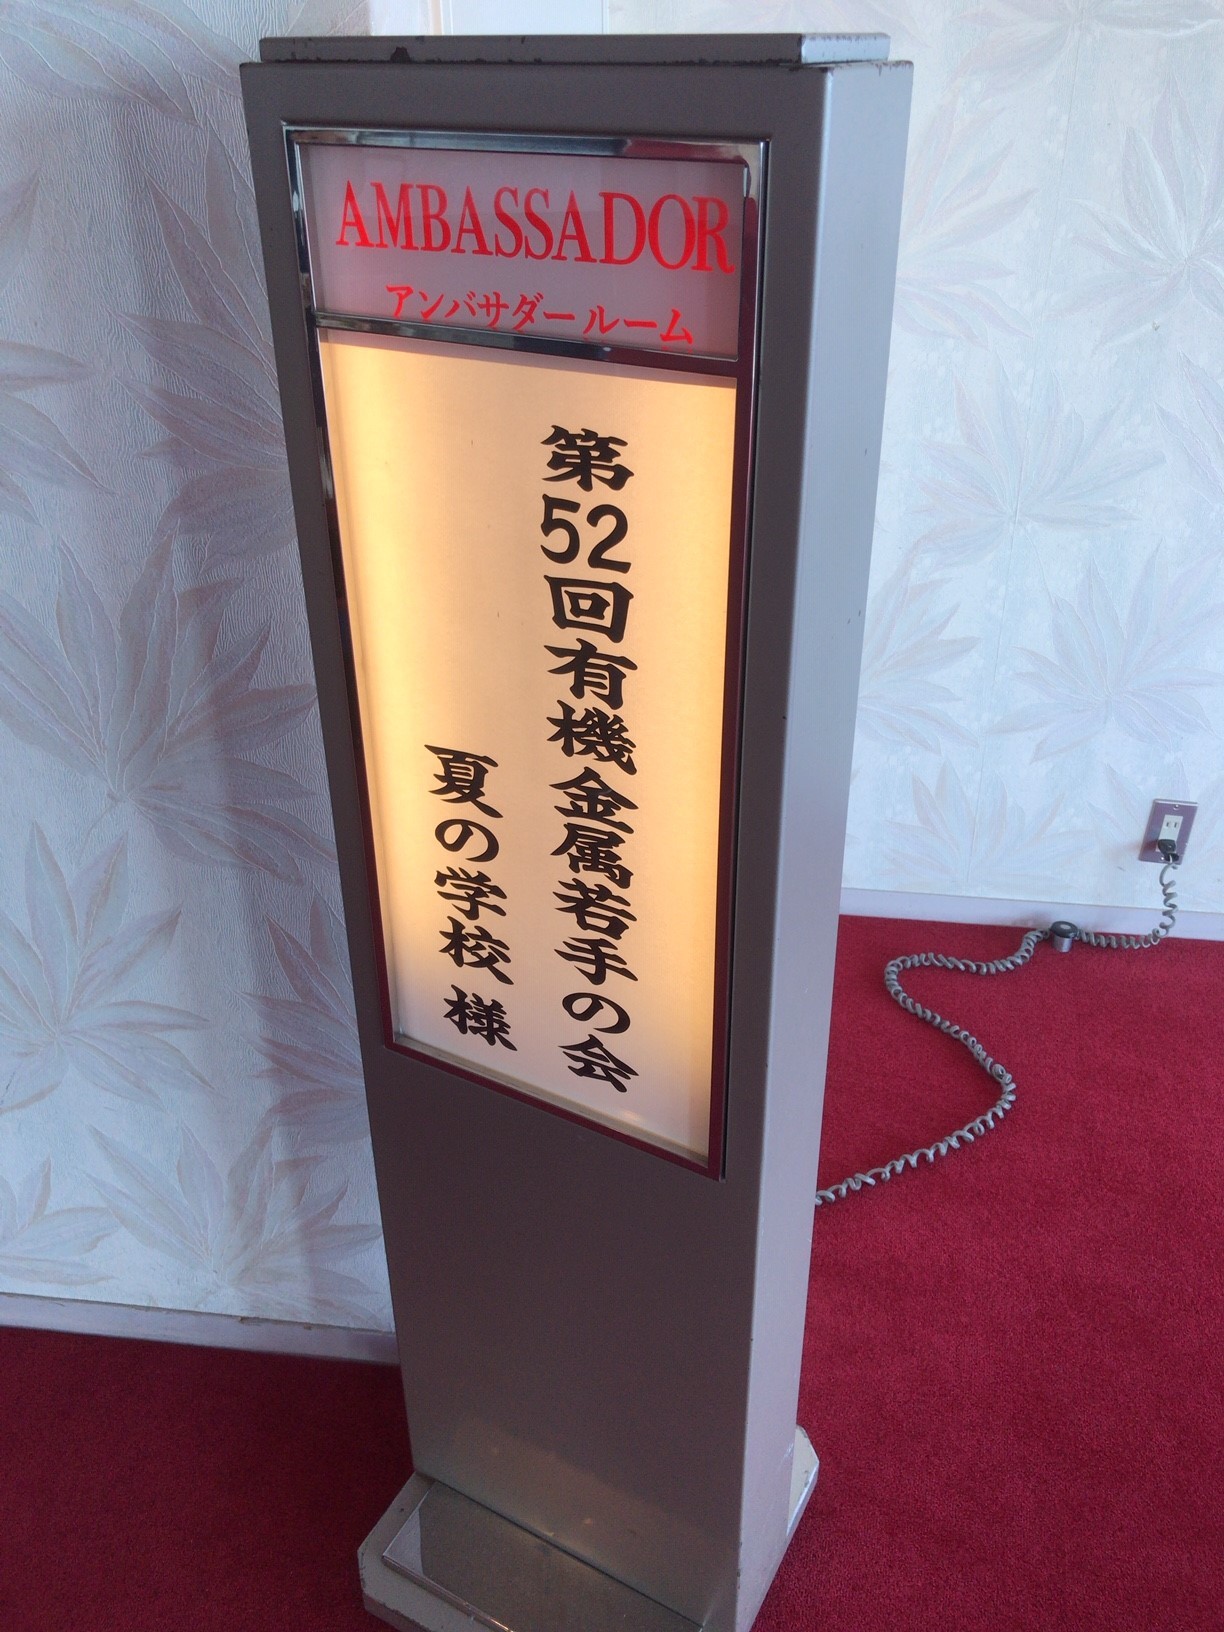 AMBASSADOR
アンバサダールーム
第52回有機金属若手の会
夏の学校 様